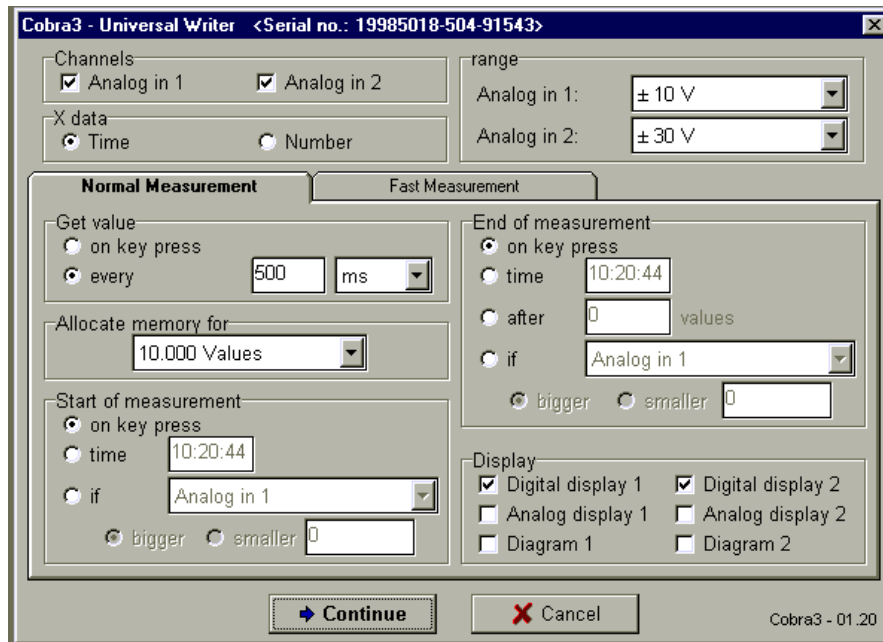 Cobra3 - Universal Writer <Serial no.: 19985018-504-91543>
Channels
Analog in 1 Analog in 2
X data
Time Number
range
Analog in 1: ± 10 V
Analog in 2: ± 30 V
Normal Measurement Fast Measurement
Get value
on key press
every 500 ms
Allocate memory for
10.000 Values
Start of measurement
on key press
time 10:20:44
if Analog in 1
bigger smaller 0
End of measurement
on key press
time 10:20:44
after 0 values
if Analog in 1
bigger smaller 0
Display
Digital display 1 Digital display 2
Analog display 1 Analog display 2
Diagram 1 Diagram 2
Continue Cancel
Cobra3 - 01.20